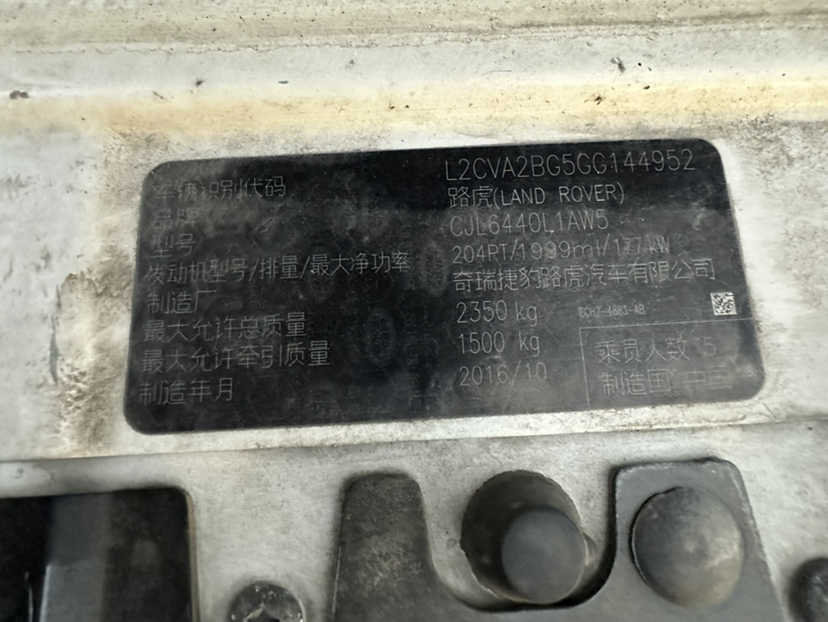 车辆识别代码 L2CVA2BG5GG144952
品牌 路虎(LAND ROVER)
型号 CJL6440L1AW5
发动机型号/排量/最大净功率 204PT/1999ml/177kW
制造厂 奇瑞捷豹路虎汽车有限公司
最大允许总质量 2350 kg
最大允许牵引质量 1500 kg
制造年月 2016/10
乘员人数 5
制造国 中国